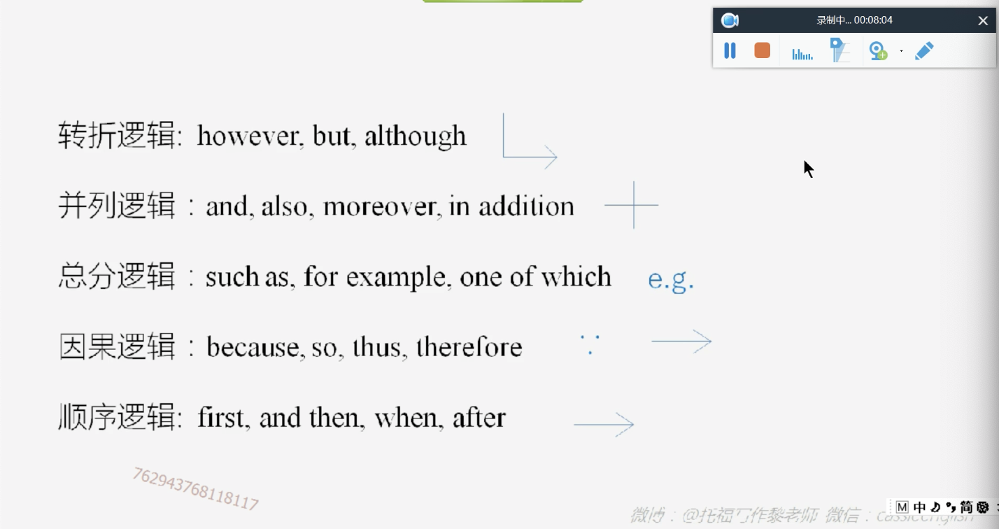 录制中... 00:08:04
转折逻辑: however, but, although
并列逻辑：and, also, moreover, in addition
总分逻辑：such as, for example, one of which e.g.
因果逻辑：because, so, thus, therefore ∵
顺序逻辑: first, and then, when, after
762943768118117
微博：@托福写作黎老师 微信：
M 中 简